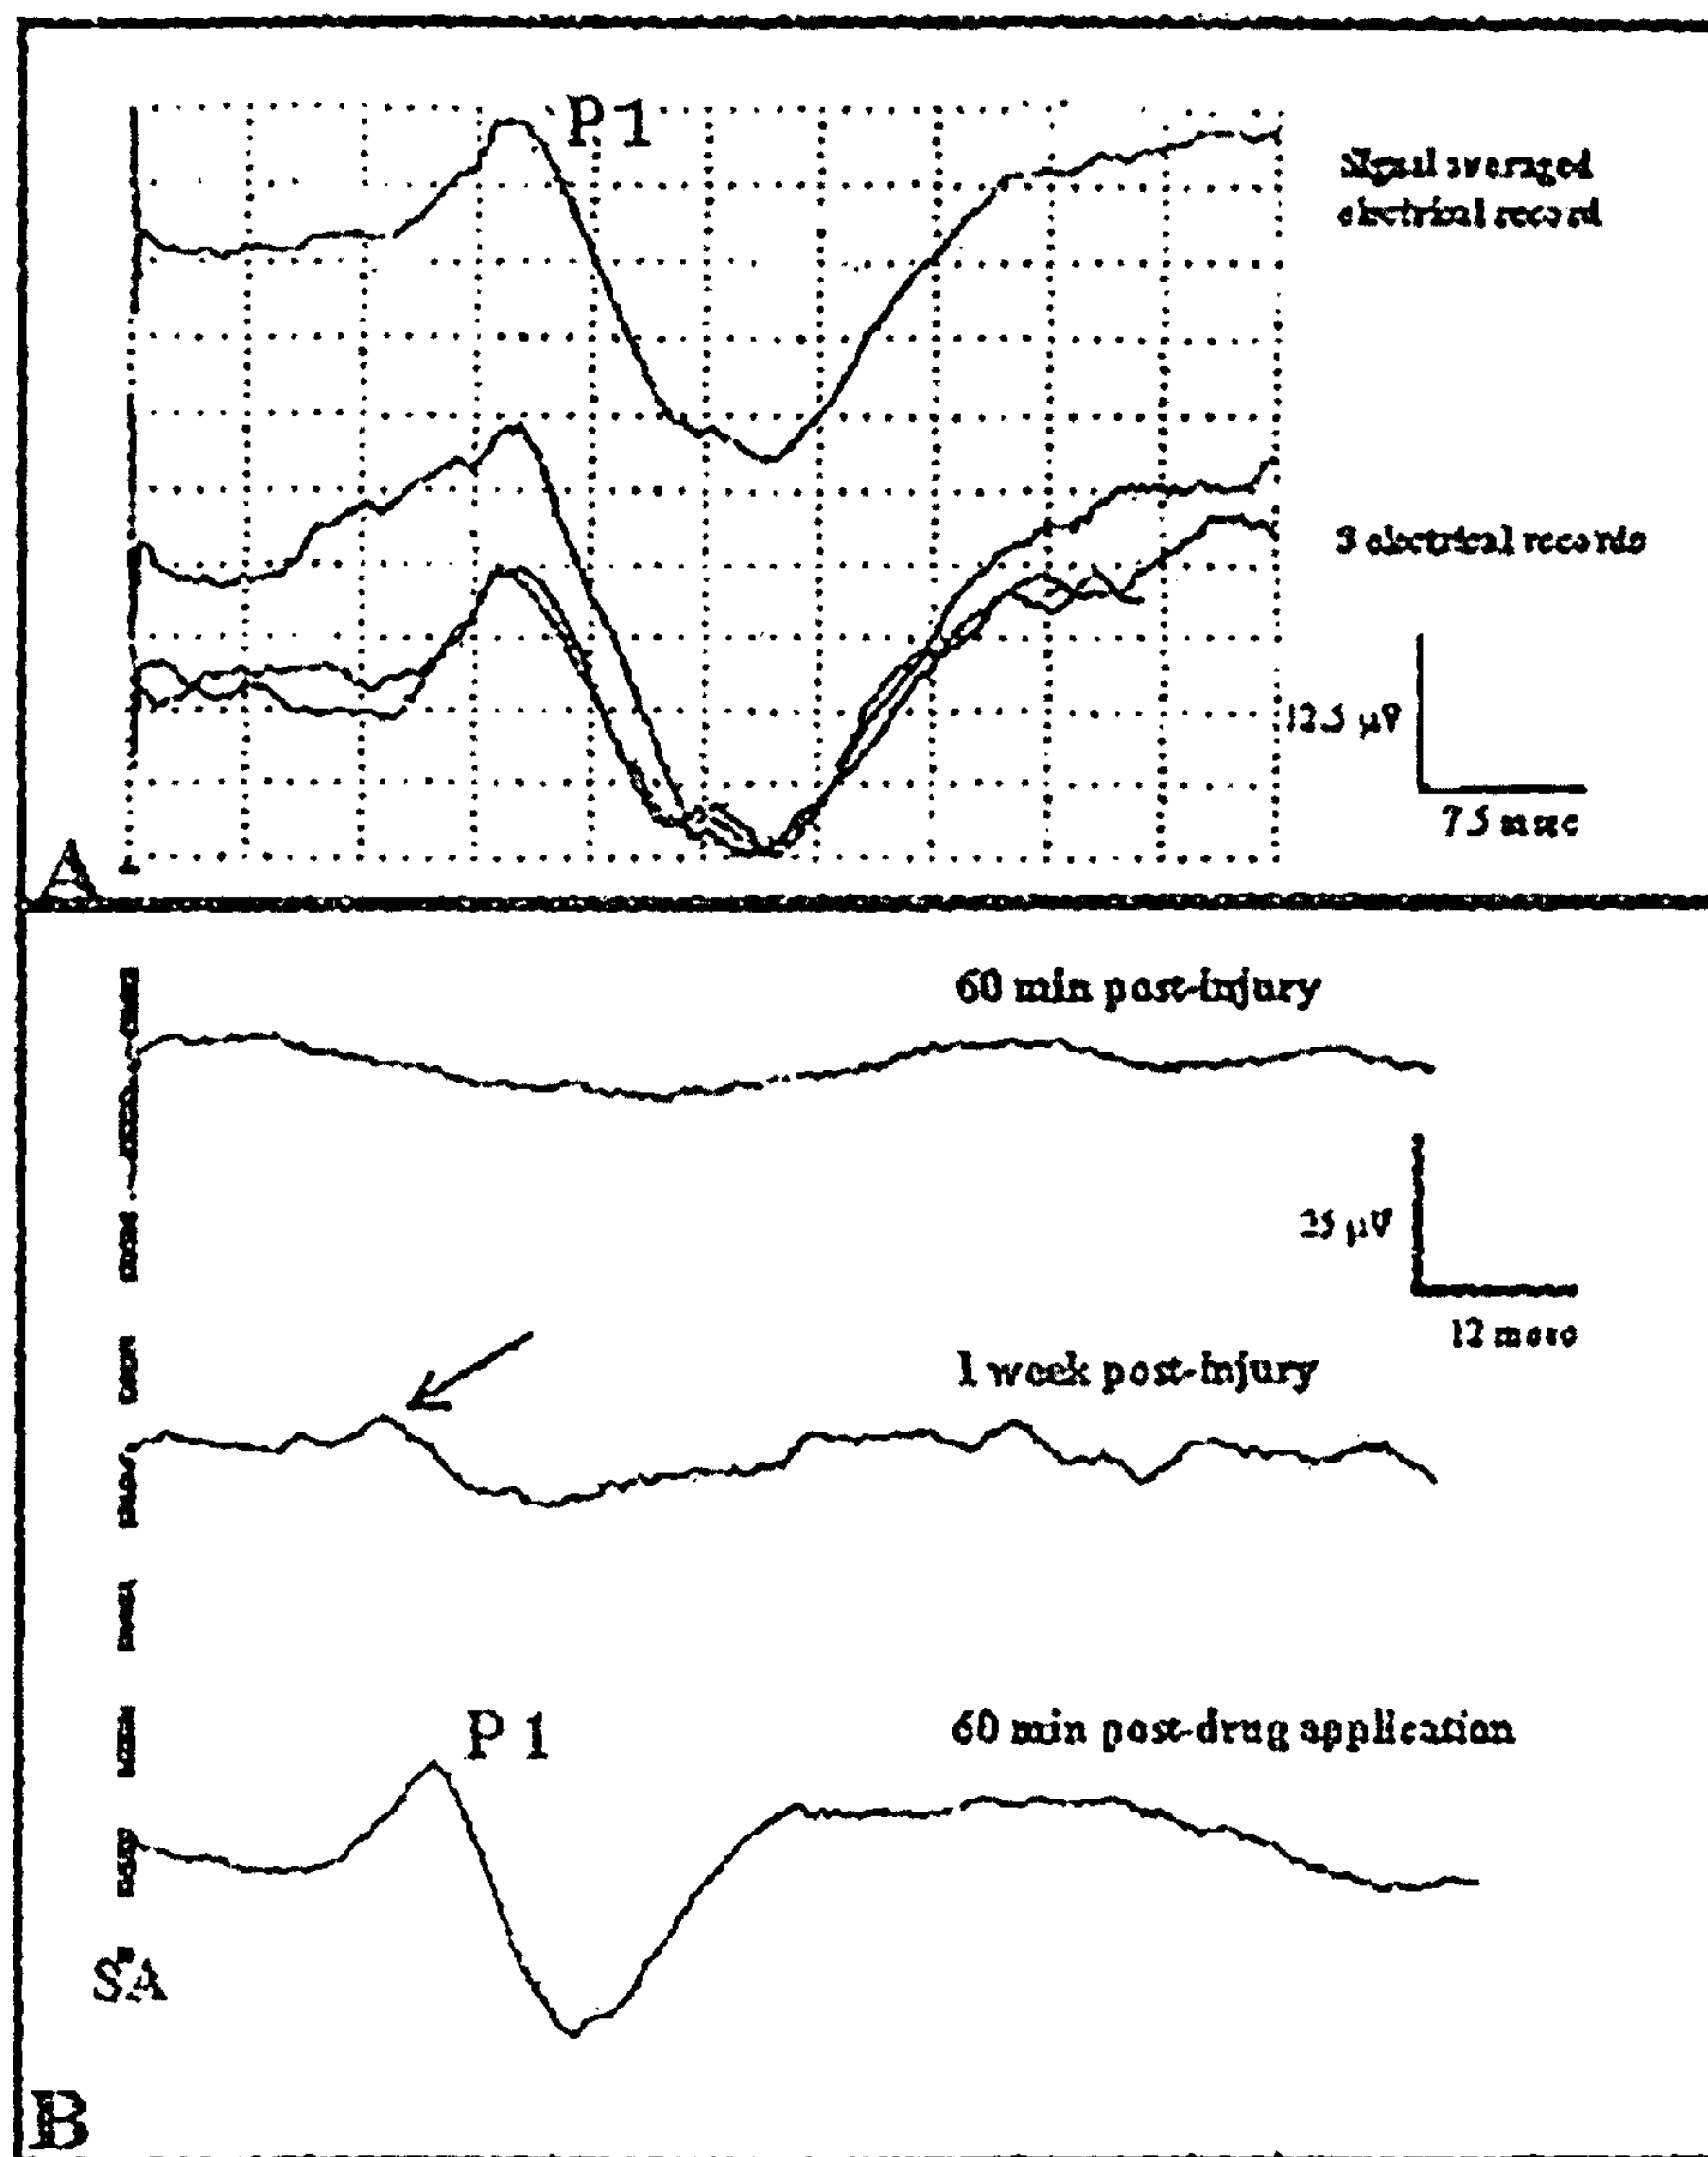 P1
Signal averaged
electrical record
3 electrical records
12.5 µV
7.5 msec
A
60 min post-injury
25 µV
12 msec
1 week post-injury
P1
60 min post-drug application
SA
B